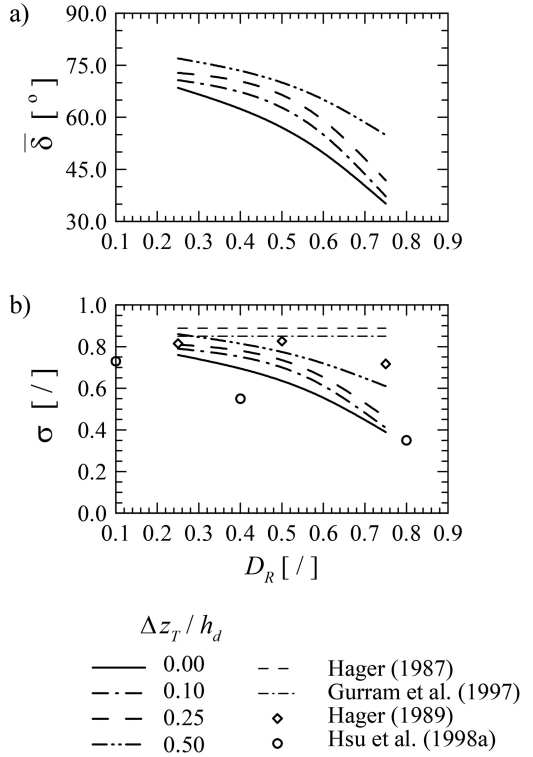 a)
90.0
75.0
60.0
45.0
30.0
δ̅ [ º ]
0.1 0.2 0.3 0.4 0.5 0.6 0.7 0.8 0.9
b)
1.0
0.8
0.6
0.4
0.2
0.0
σ [ / ]
0.1 0.2 0.3 0.4 0.5 0.6 0.7 0.8 0.9
D_R [ / ]
Δz_T / h_d
0.00
0.10
0.25
0.50
Hager (1987)
Gurram et al. (1997)
Hager (1989)
Hsu et al. (1998a)